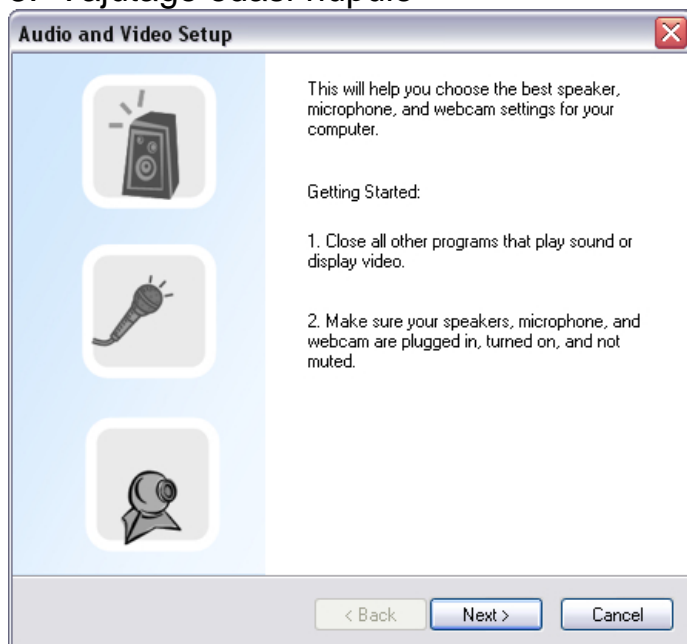 Audio and Video Setup
This will help you choose the best speaker,
microphone, and webcam settings for your
computer.
Getting Started:
1. Close all other programs that play sound or
display video.
2. Make sure your speakers, microphone, and
webcam are plugged in, turned on, and not
muted.
< Back
Next >
Cancel